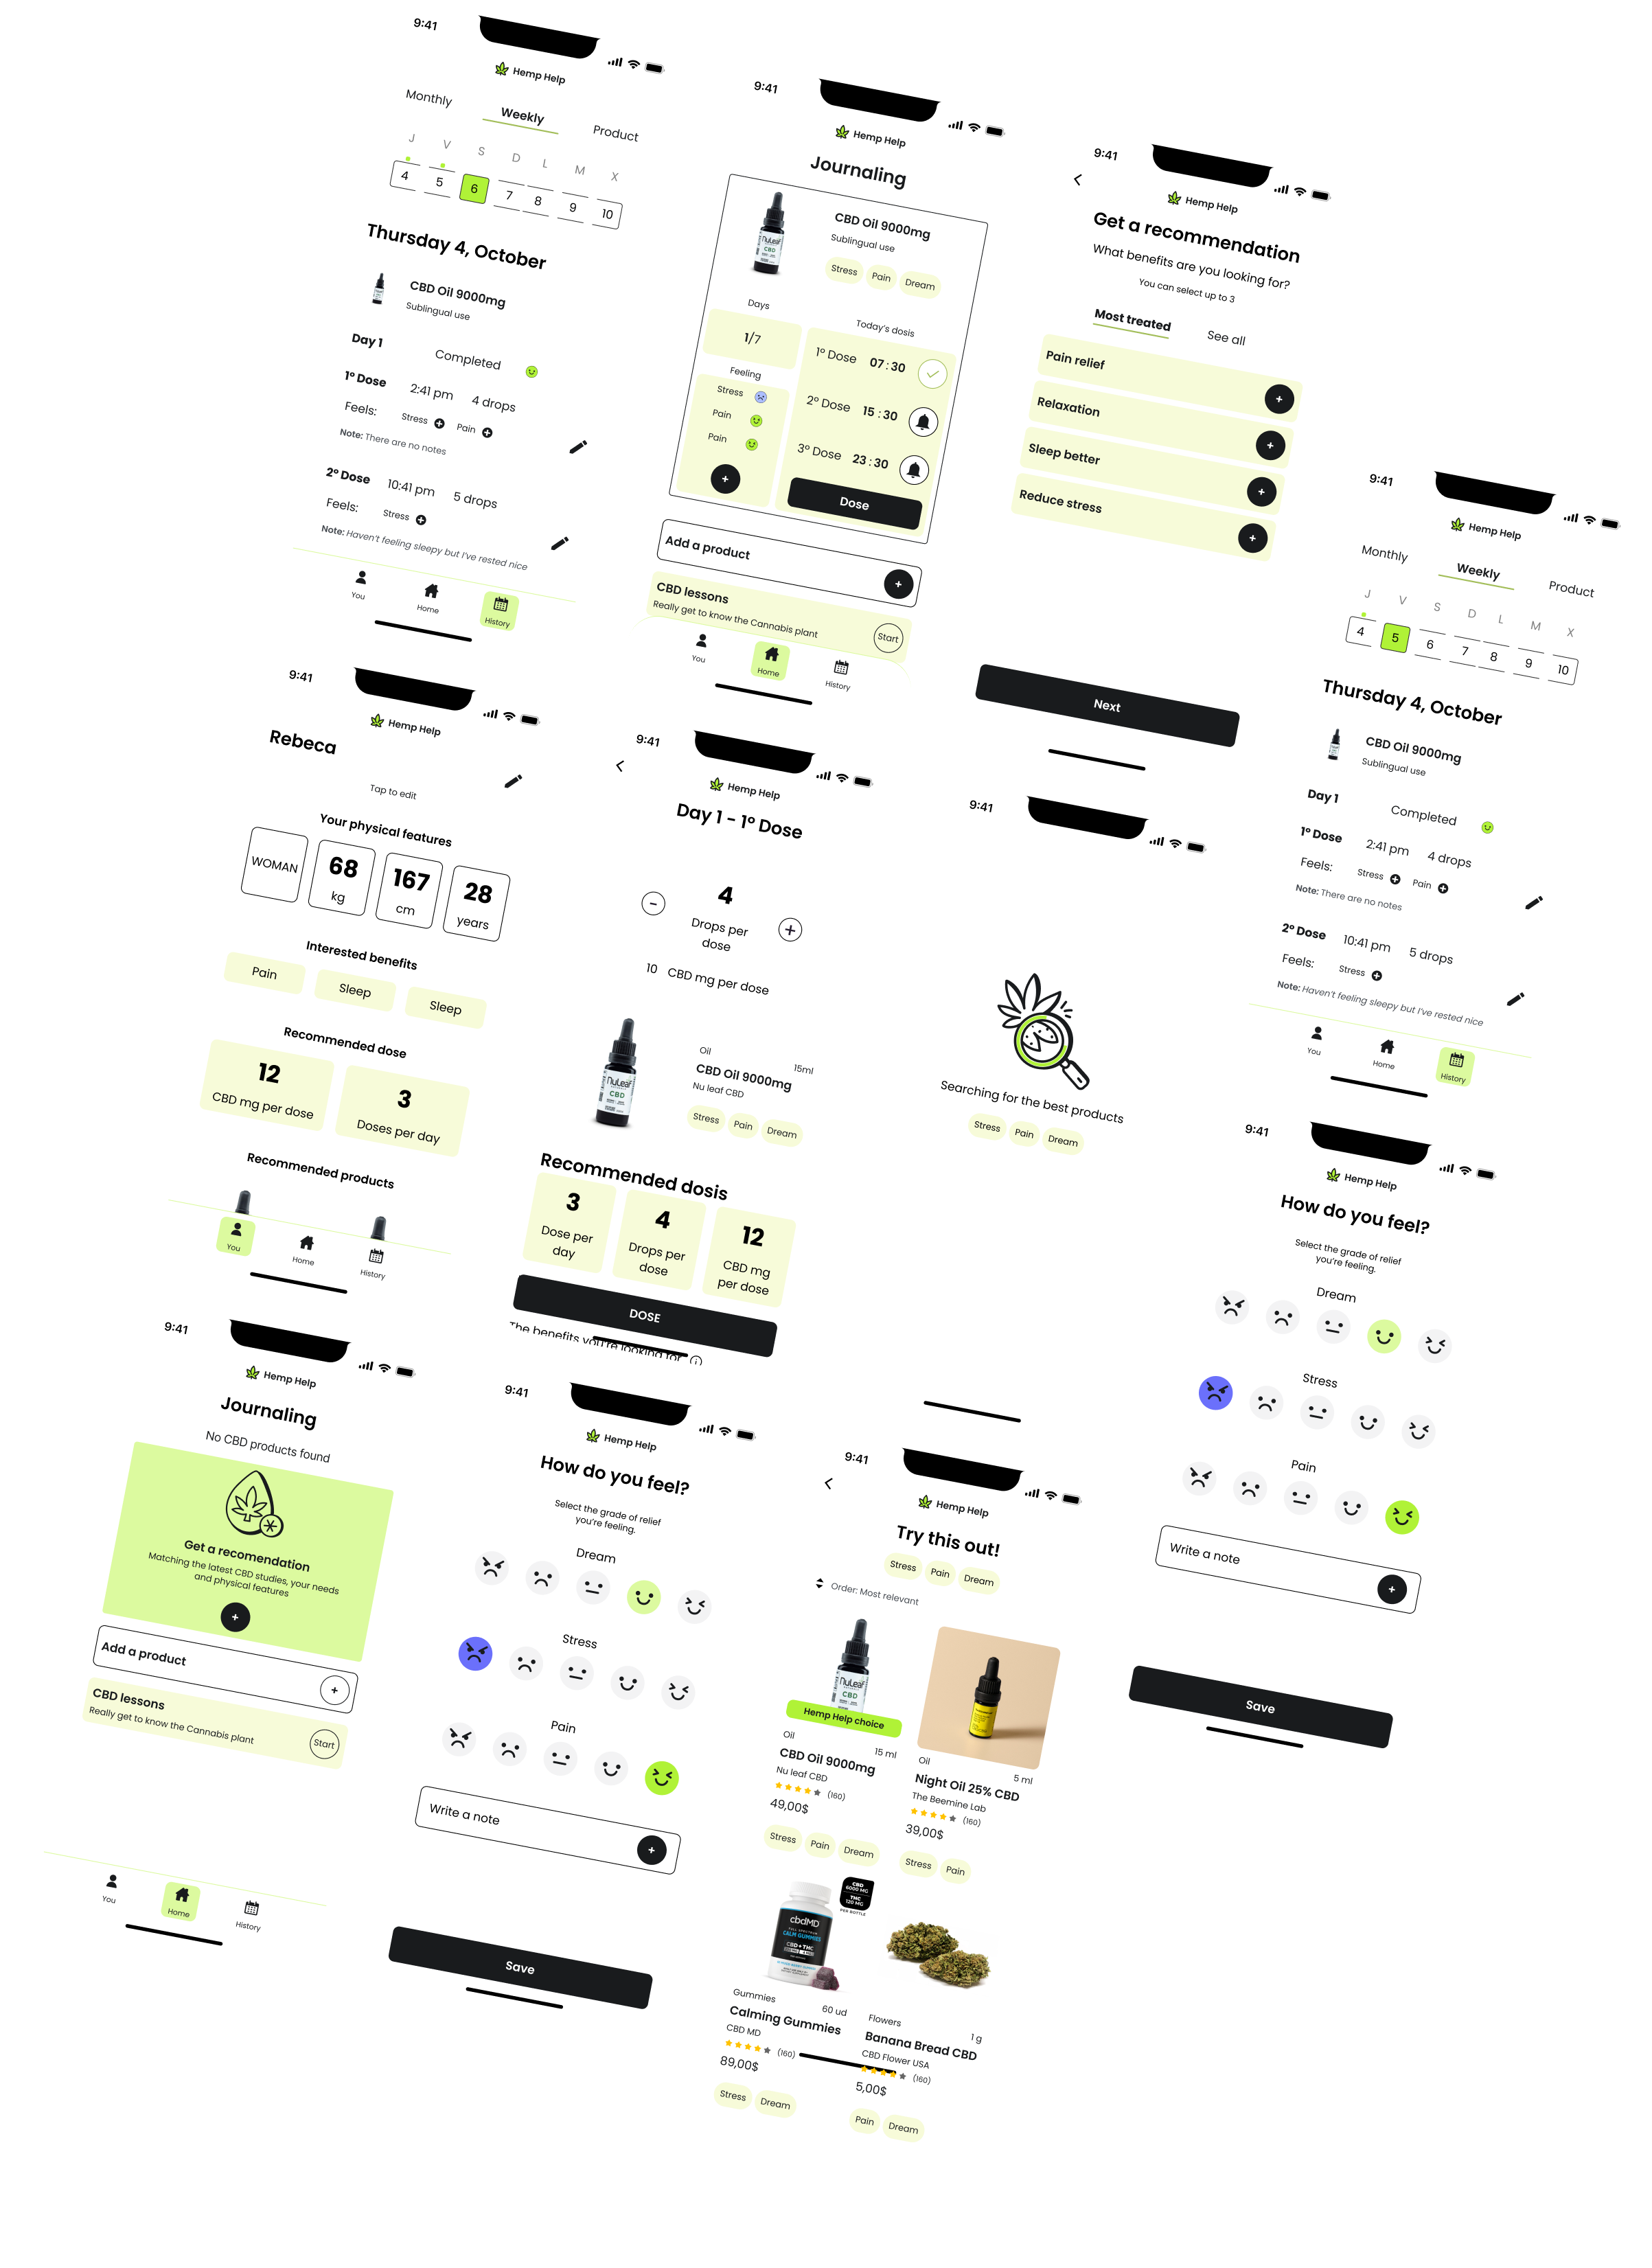 9:41
Hemp Help
Monthly Weekly Product
J V S D L M X
4 5 6 7 8 9 10
Thursday 4, October
CBD Oil 9000mg
Sublingual use
Day 1 Completed
1º Dose 2:41 pm 4 drops
Feels: Stress Pain
Note: There are no notes
2º Dose 10:41 pm 5 drops
Feels: Stress
Note: Haven't feeling sleepy but I've rested nice
You Home History
9:41
Hemp Help
Journaling
NuLeaf
CBD
CBD Oil 9000mg
Sublingual use
Stress Pain Dream
Days
1/7
Feeling
Stress
Pain
Pain
+
Today's dosis
1º Dose 07:30
2º Dose 15:30
3º Dose 23:30
Dose
Add a product +
CBD lessons
Really get to know the Cannabis plant
Start
You Home History
9:41
Hemp Help
Get a recommendation
What benefits are you looking for?
You can select up to 3
Most treated See all
Pain relief +
Relaxation +
Sleep better +
Reduce stress +
Next
9:41
Hemp Help
Monthly Weekly Product
J V S D L M X
4 5 6 7 8 9 10
Thursday 4, October
CBD Oil 9000mg
Sublingual use
Day 1 Completed
1º Dose 2:41 pm 4 drops
Feels: Stress Pain
Note: There are no notes
2º Dose 10:41 pm 5 drops
Feels: Stress
Note: Haven't feeling sleepy but I've rested nice
You Home History
9:41
Hemp Help
Rebeca
Tap to edit
Your physical features
WOMAN
68
kg
167
cm
28
years
Interested benefits
Pain Sleep Sleep
Recommended dose
12
CBD mg per dose
3
Doses per day
Recommended products
You Home History
9:41
Hemp Help
Day 1 - 1º Dose
- 4 +
Drops per
dose
10 CBD mg per dose
NuLeaf
CBD
Oil 15ml
CBD Oil 9000mg
Nu leaf CBD
Stress Pain Dream
Recommended dosis
3
Dose per
day
4
Drops per
dose
12
CBD mg
per dose
DOSE
The benefits you're looking for
9:41
Searching for the best products
Stress Pain Dream
9:41
Hemp Help
How do you feel?
Select the grade of relief
you're feeling.
Dream
Stress
Pain
Write a note +
Save
9:41
Hemp Help
Journaling
No CBD products found
Get a recomendation
Matching the latest CBD studies, your needs
and physical features
+
Add a product +
CBD lessons
Really get to know the Cannabis plant
Start
You Home History
9:41
Hemp Help
How do you feel?
Select the grade of relief
you're feeling.
Dream
Stress
Pain
Write a note +
Save
9:41
Hemp Help
Try this out!
Stress Pain Dream
Order: Most relevant
NuLeaf
CBD
Hemp Help choice
Oil 15 ml
CBD Oil 9000mg
Nu leaf CBD
(160)
49,00$
Stress Pain Dream
Oil 5 ml
Night Oil 25% CBD
The Beemine Lab
(160)
39,00$
Stress Pain
CBD
6000 MG
THC
120 MG
PER BOTTLE
cbdMD
CALM GUMMIES
CBD+THC
Gummies 60 ud
Calming Gummies
CBD MD
(160)
89,00$
Stress Dream
Flowers 1 g
Banana Bread CBD
CBD Flower USA
(160)
5,00$
Pain Dream